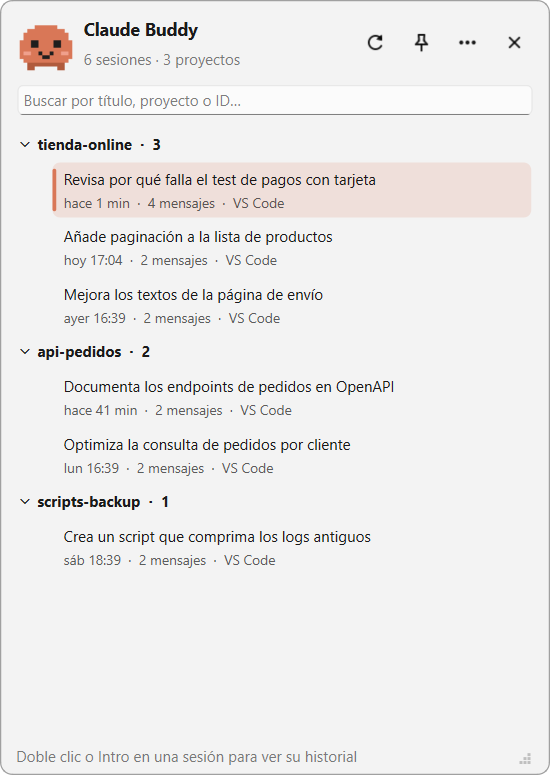 Claude Buddy
6 sesiones · 3 proyectos
Buscar por título, proyecto o ID...
tienda-online · 3
Revisa por qué falla el test de pagos con tarjeta
hace 1 min · 4 mensajes · VS Code
Añade paginación a la lista de productos
hoy 17:04 · 2 mensajes · VS Code
Mejora los textos de la página de envío
ayer 16:39 · 2 mensajes · VS Code
api-pedidos · 2
Documenta los endpoints de pedidos en OpenAPI
hace 41 min · 2 mensajes · VS Code
Optimiza la consulta de pedidos por cliente
lun 16:39 · 2 mensajes · VS Code
scripts-backup · 1
Crea un script que comprima los logs antiguos
sáb 18:39 · 2 mensajes · VS Code
Doble clic o Intro en una sesión para ver su historial